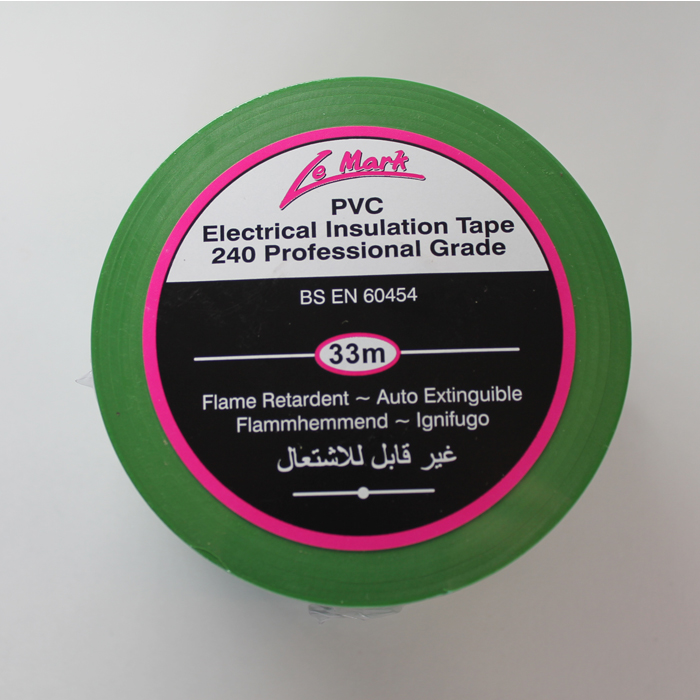 Le Mark
PVC
Electrical Insulation Tape
240 Professional Grade
BS EN 60454
33m
Flame Retardent ~ Auto Extinguible
Flammhemmend ~ Ignifugo
غير قابل للاشتعال